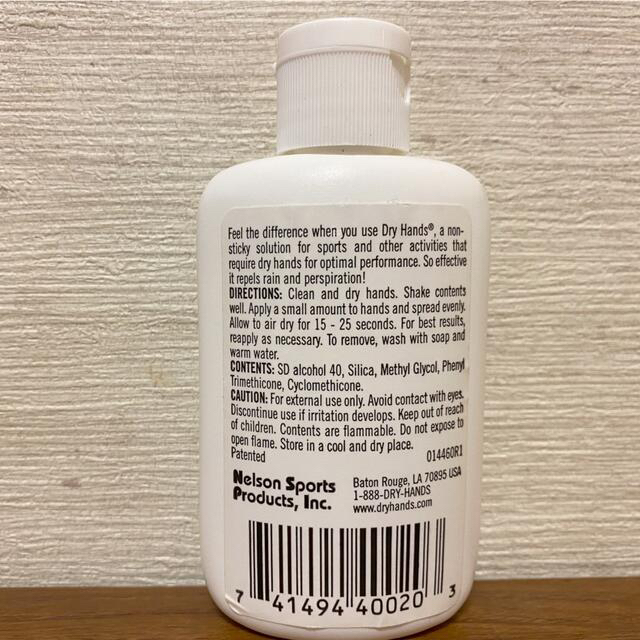 Feel the difference when you use Dry Hands®, a non-
sticky solution for sports and other activities that
require dry hands for optimal performance. So effective
it repels rain and perspiration!
DIRECTIONS: Clean and dry hands. Shake contents
well. Apply a small amount to hands and spread evenly.
Allow to air dry for 15 - 25 seconds. For best results,
reapply as necessary. To remove, wash with soap and
warm water.
CONTENTS: SD alcohol 40, Silica, Methyl Glycol, Phenyl
Trimethicone, Cyclomethicone.
CAUTION: For external use only. Avoid contact with eyes.
Discontinue use if irritation develops. Keep out of reach
of children. Contents are flammable. Do not expose to
open flame. Store in a cool and dry place.
Patented 014460R1
Nelson Sports
Products, Inc.
Baton Rouge, LA 70895 USA
1-888-DRY-HANDS
www.dryhands.com
7 41494 40020 3